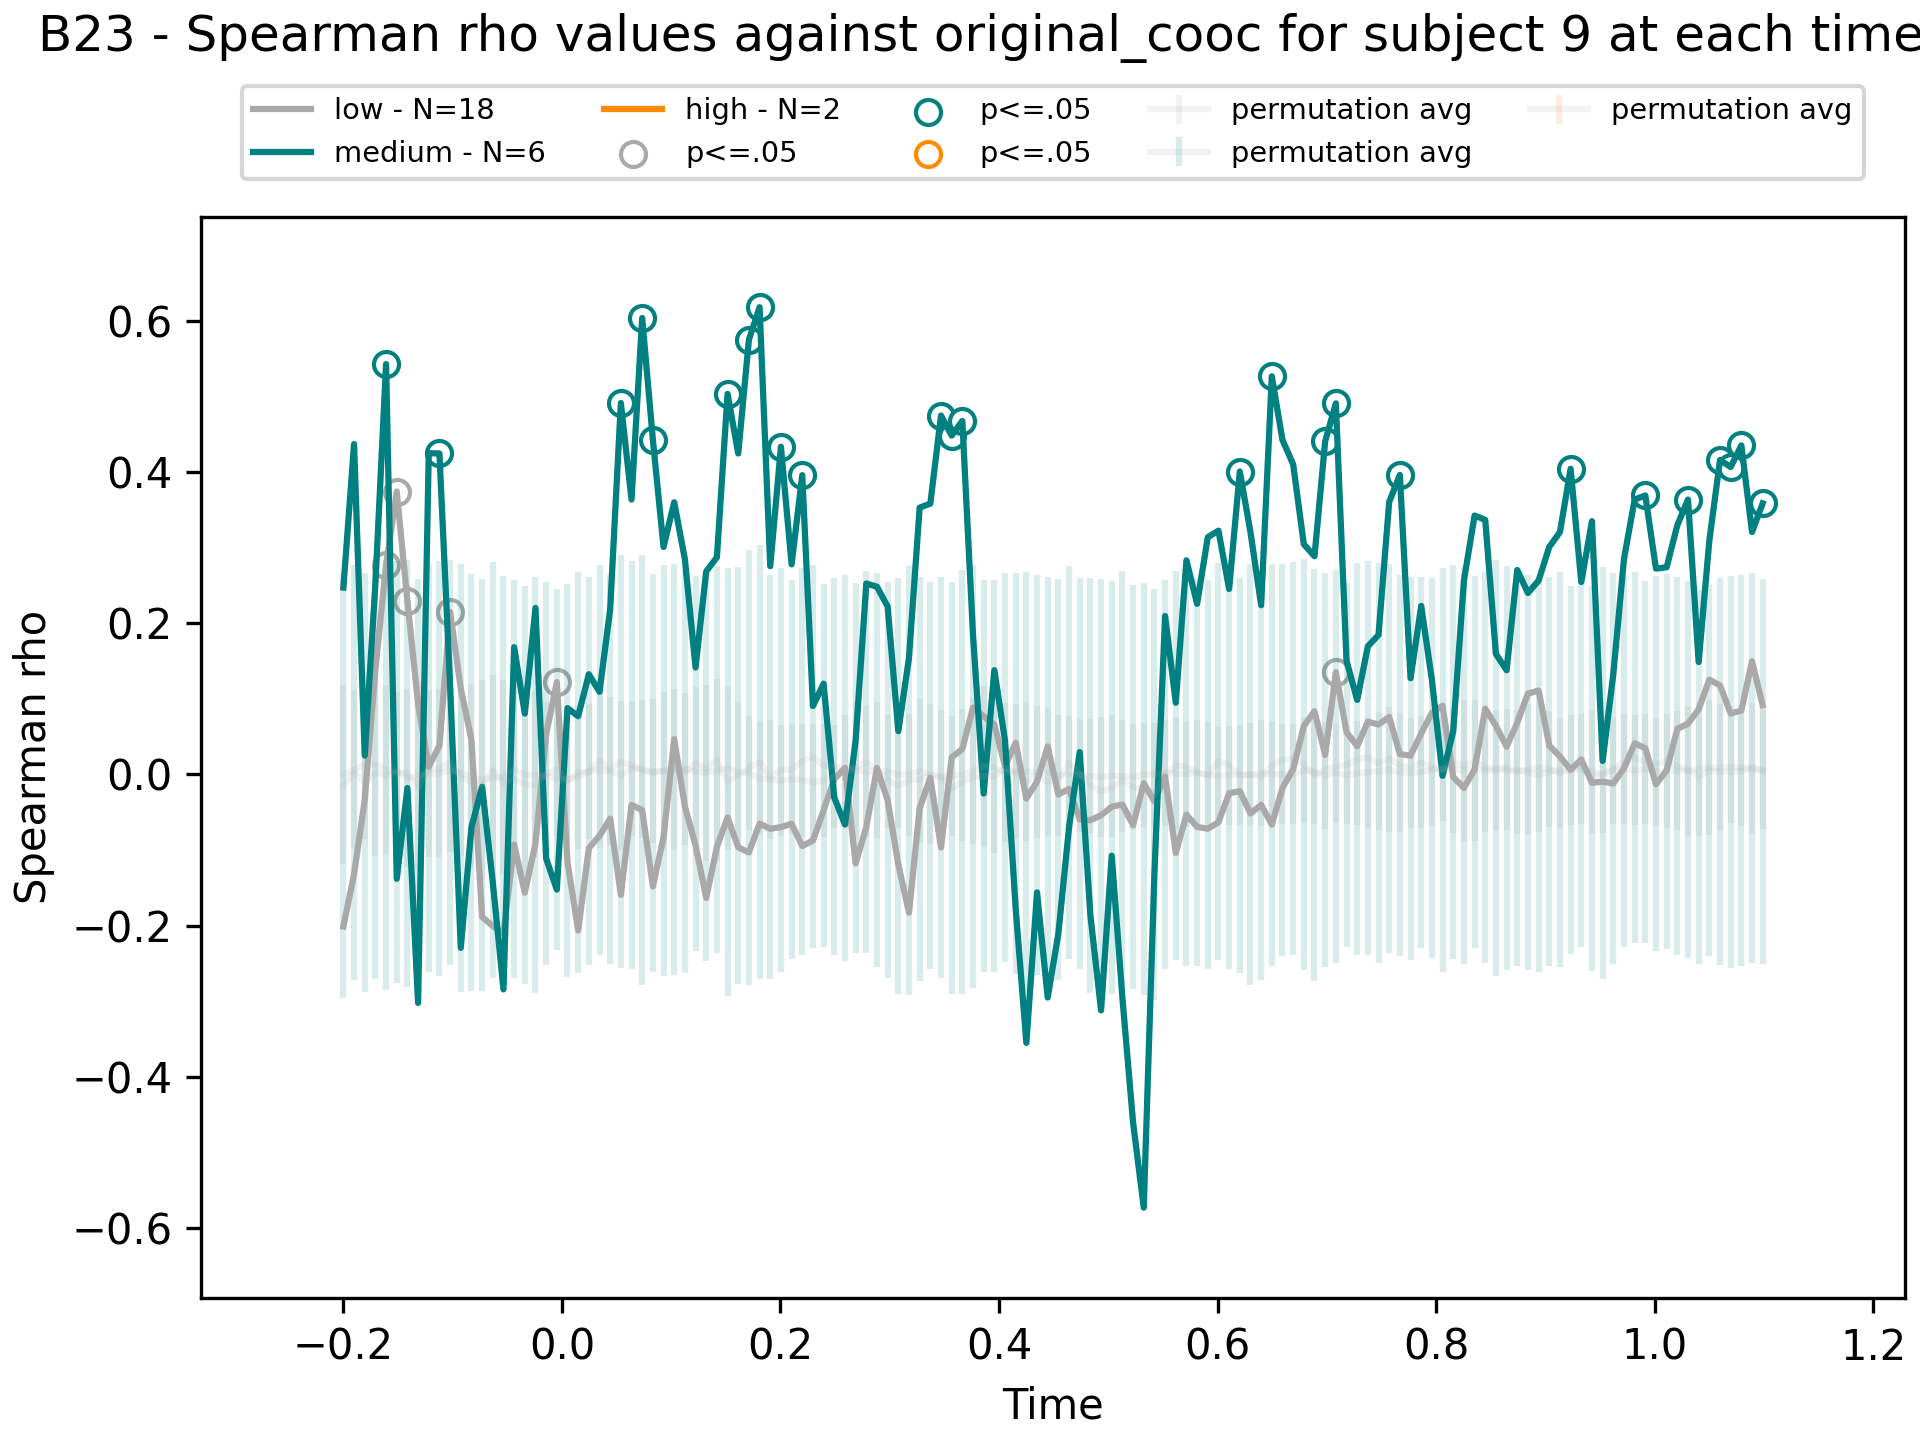 B23 - Spearman rho values against original_cooc for subject 9 at each time
low - N=18 high - N=2 p<=.05 permutation avg permutation avg
medium - N=6 p<=.05 p<=.05 permutation avg
0.6
0.4
0.2
0.0
−0.2
−0.4
−0.6
Spearman rho
−0.2 0.0 0.2 0.4 0.6 0.8 1.0 1.2
Time